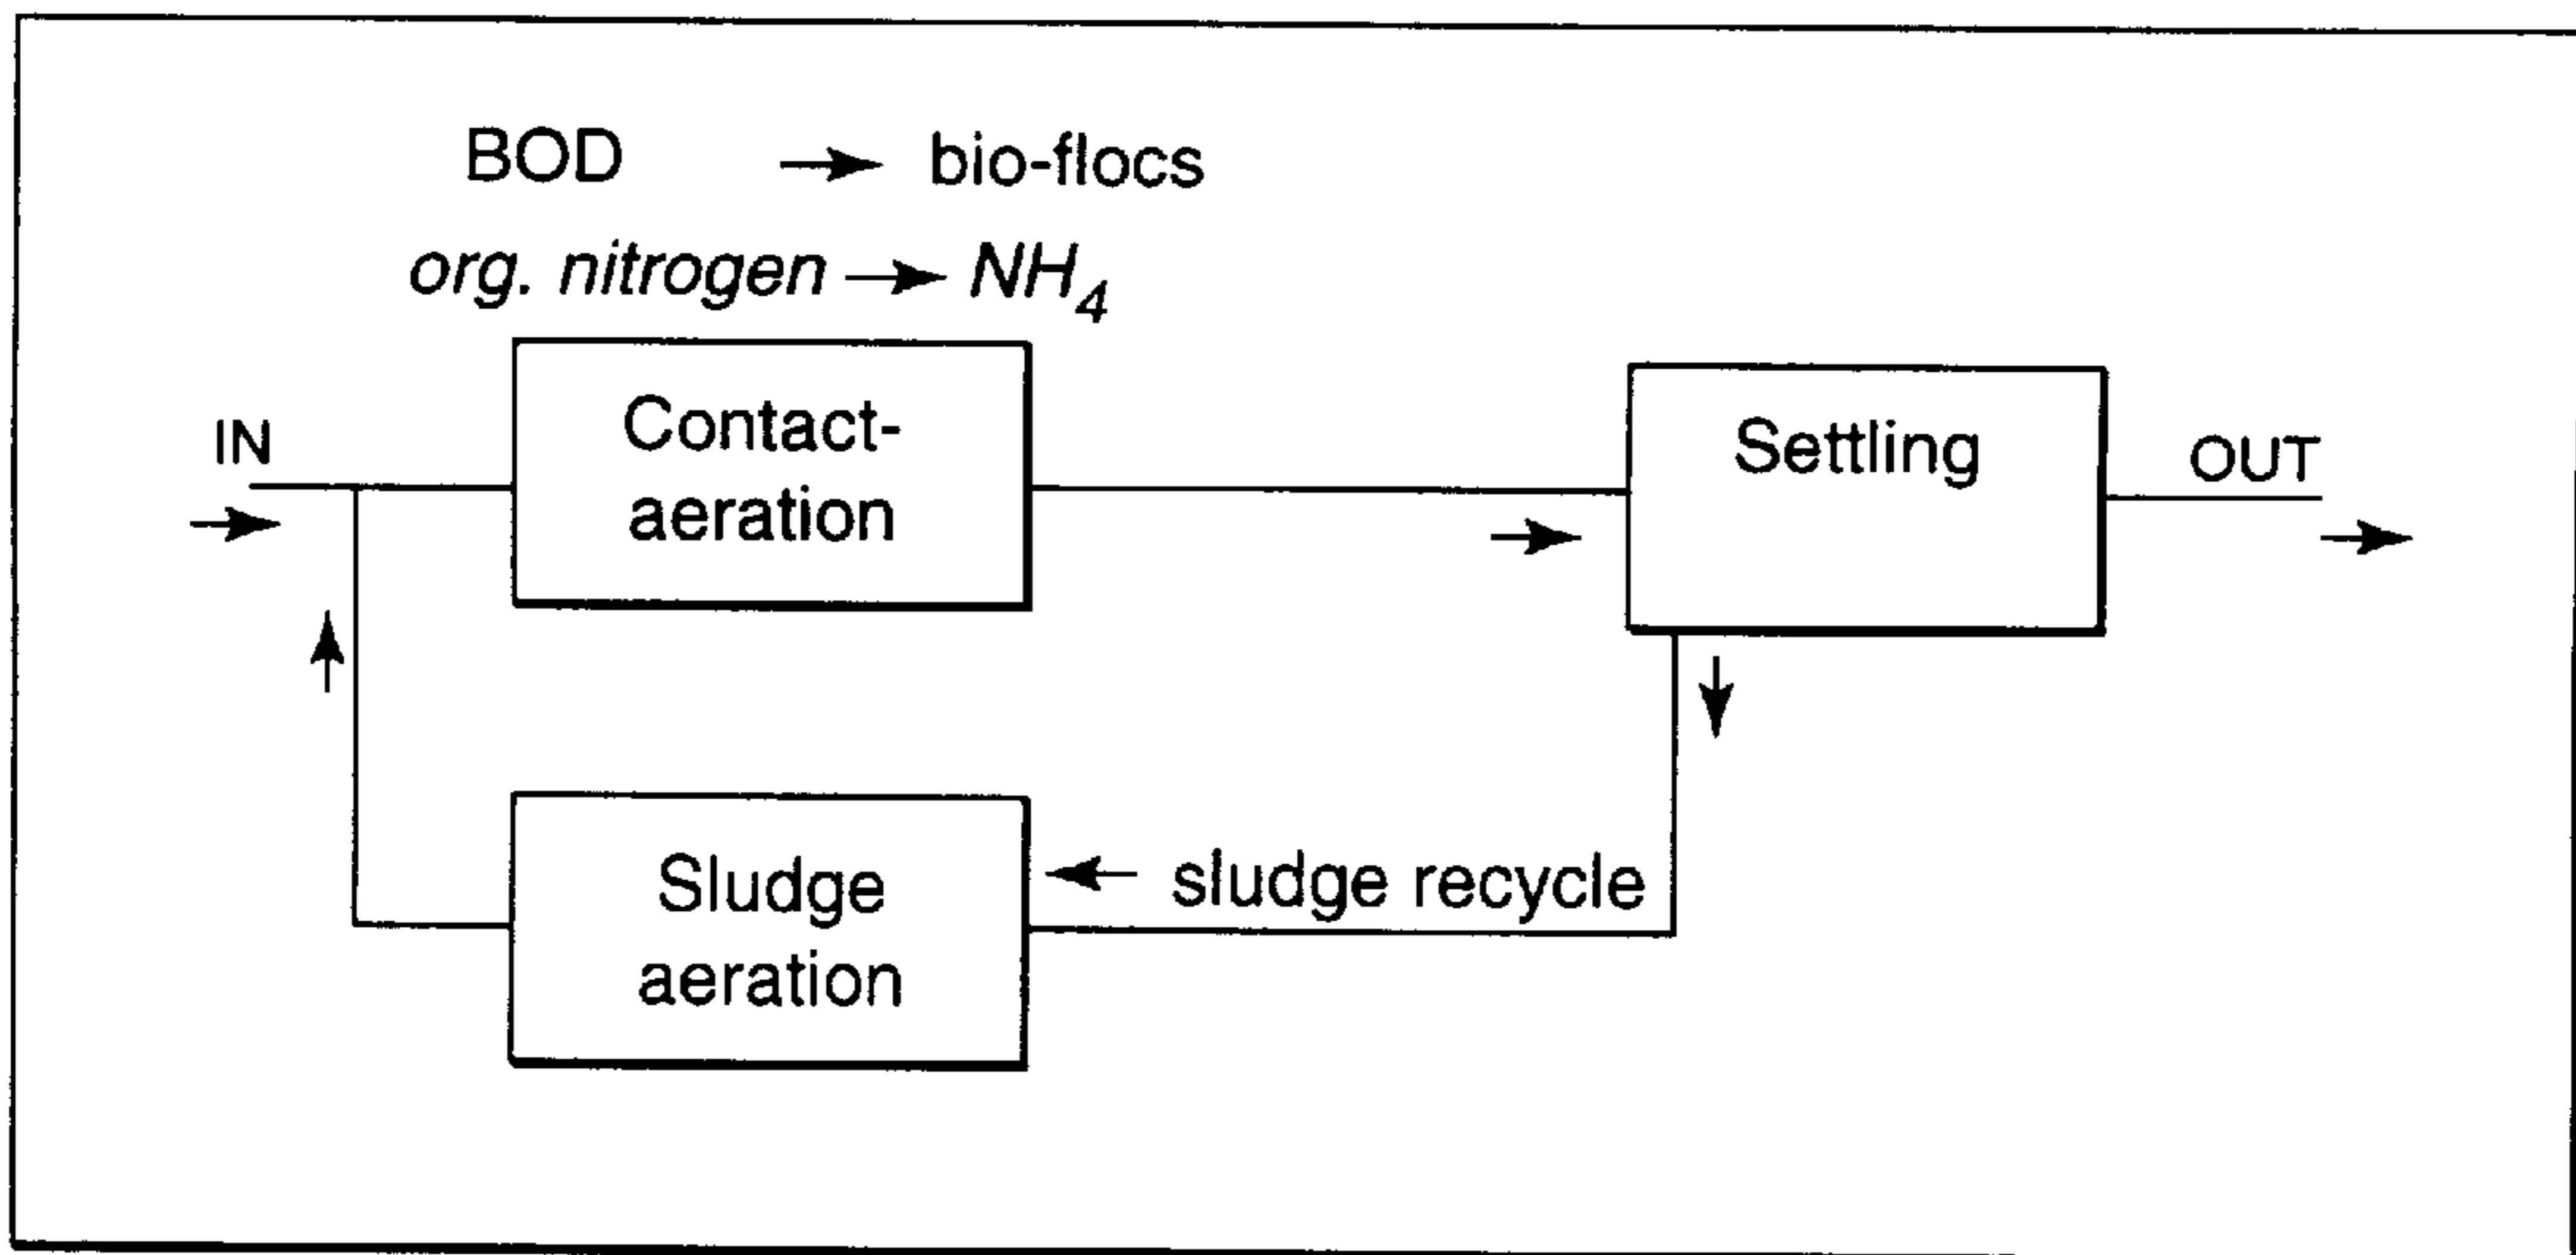 BOD → bio-flocs
org. nitrogen → NH₄
IN
Contact-
aeration
Settling
OUT
Sludge
aeration
← sludge recycle